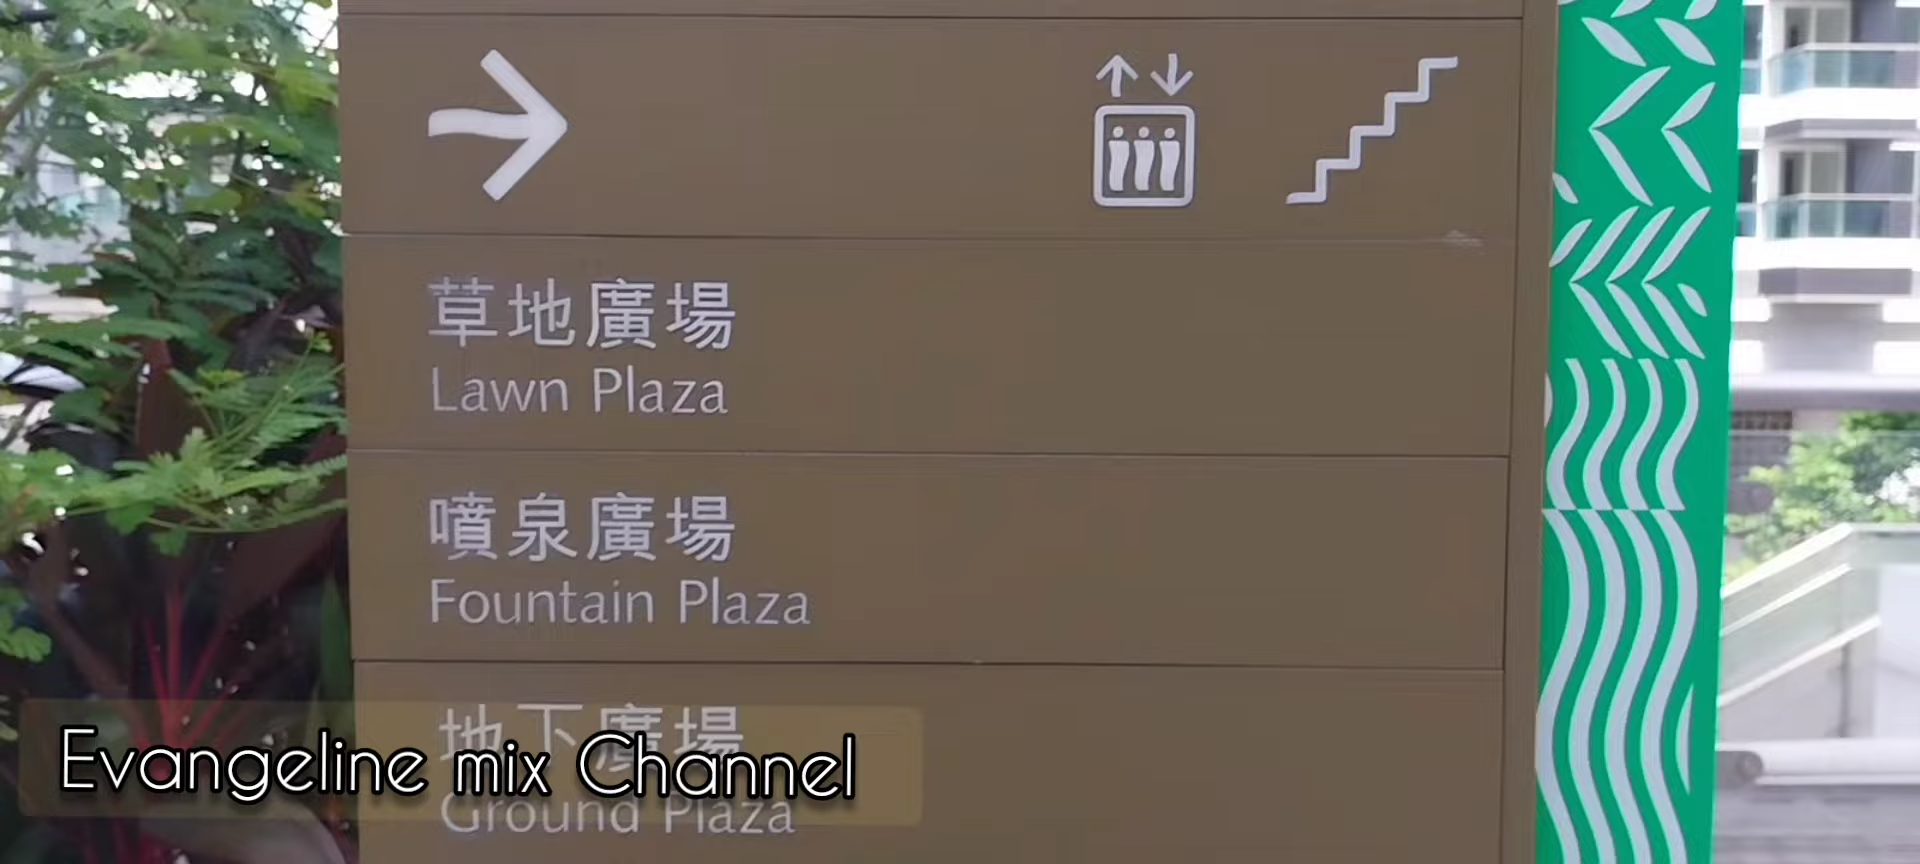 草地廣場
Lawn Plaza
噴泉廣場
Fountain Plaza
地下廣場
Evangeline mix Channel
Ground Plaza